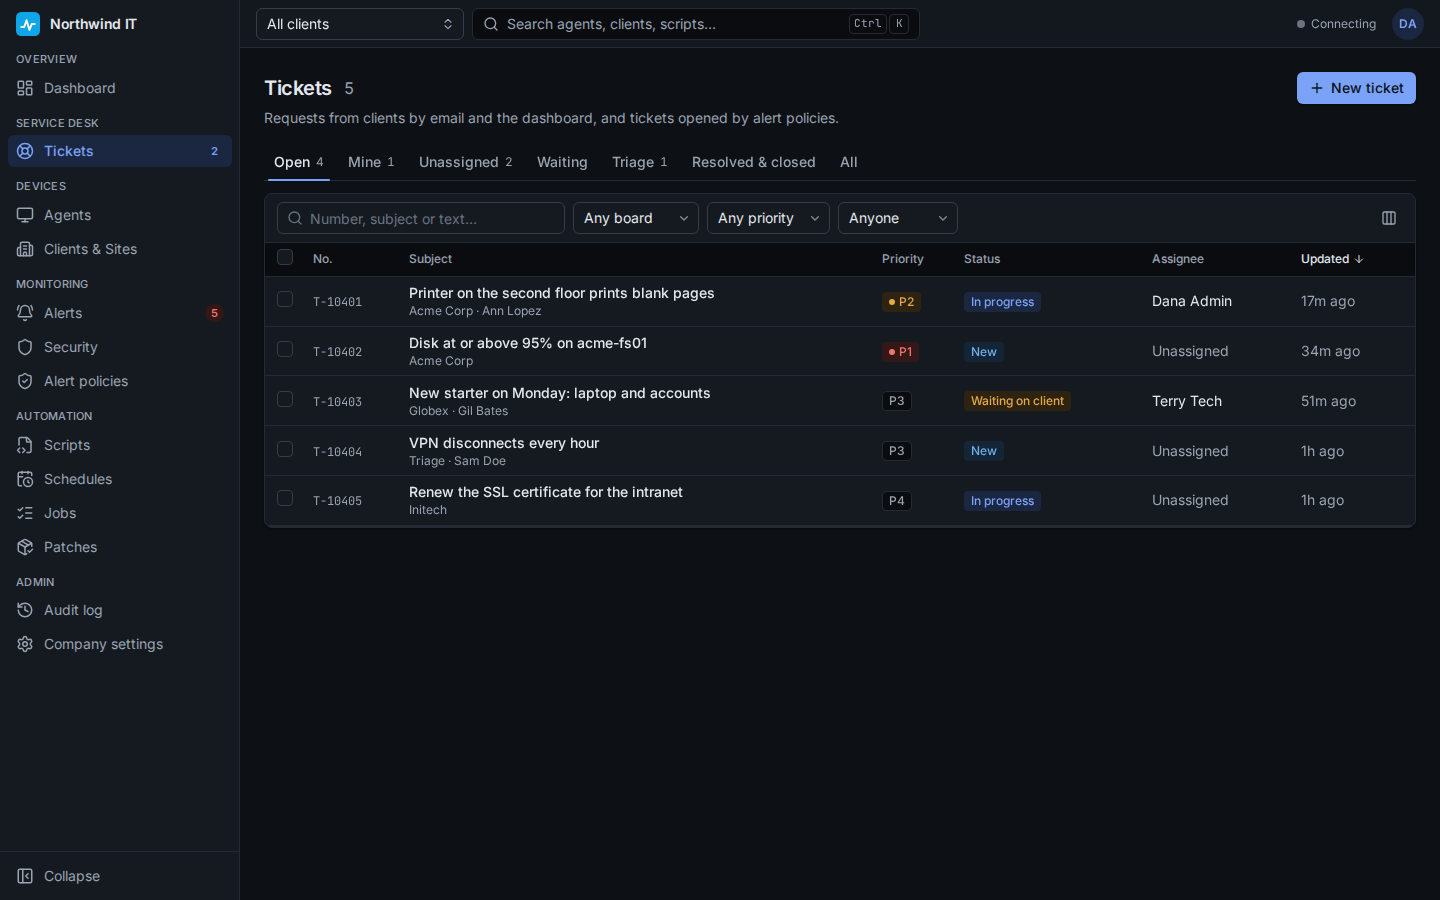 Northwind IT
All clients
Search agents, clients, scripts...
Ctrl K
Connecting
DA
OVERVIEW
Dashboard
SERVICE DESK
Tickets 2
DEVICES
Agents
Clients & Sites
MONITORING
Alerts 5
Security
Alert policies
AUTOMATION
Scripts
Schedules
Jobs
Patches
ADMIN
Audit log
Company settings
Collapse
Tickets 5
New ticket
Requests from clients by email and the dashboard, and tickets opened by alert policies.
Open 4 Mine 1 Unassigned 2 Waiting Triage 1 Resolved & closed All
Number, subject or text... Any board Any priority Anyone
No. Subject Priority Status Assignee Updated ↓
T-10401 Printer on the second floor prints blank pages P2 In progress Dana Admin 17m ago
Acme Corp · Ann Lopez
T-10402 Disk at or above 95% on acme-fs01 P1 New Unassigned 34m ago
Acme Corp
T-10403 New starter on Monday: laptop and accounts P3 Waiting on client Terry Tech 51m ago
Globex · Gil Bates
T-10404 VPN disconnects every hour P3 New Unassigned 1h ago
Triage · Sam Doe
T-10405 Renew the SSL certificate for the intranet P4 In progress Unassigned 1h ago
Initech